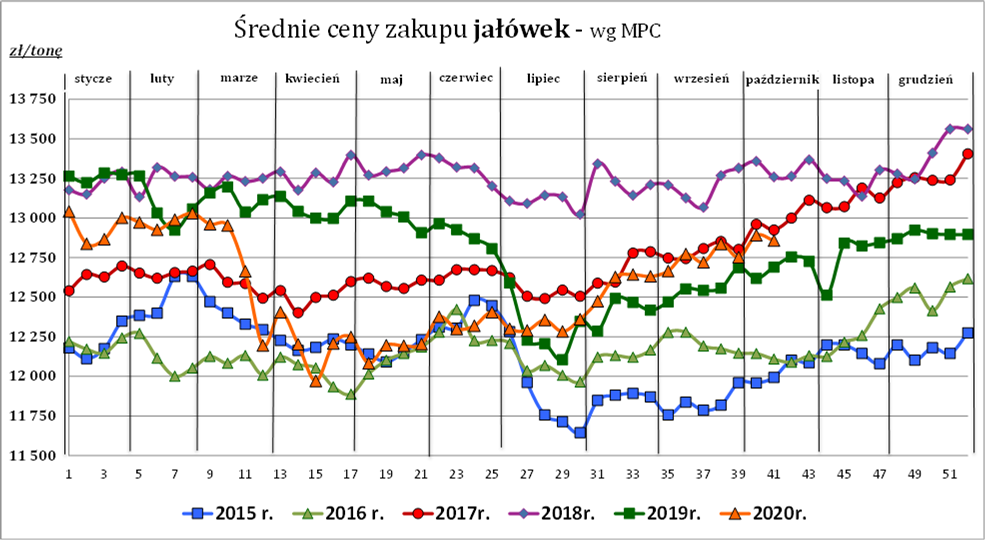 Średnie ceny zakupu jałówek - wg MPC
zł/tonę
stycze luty marze kwiecień maj czerwiec lipiec sierpień wrzesień październik listopa grudzień
13 750
13 500
13 250
13 000
12 750
12 500
12 250
12 000
11 750
11 500
1 3 5 7 9 11 13 15 17 19 21 23 25 27 29 31 33 35 37 39 41 43 45 47 49 51
2015 r. 2016 r. 2017r. 2018r. 2019r. 2020r.